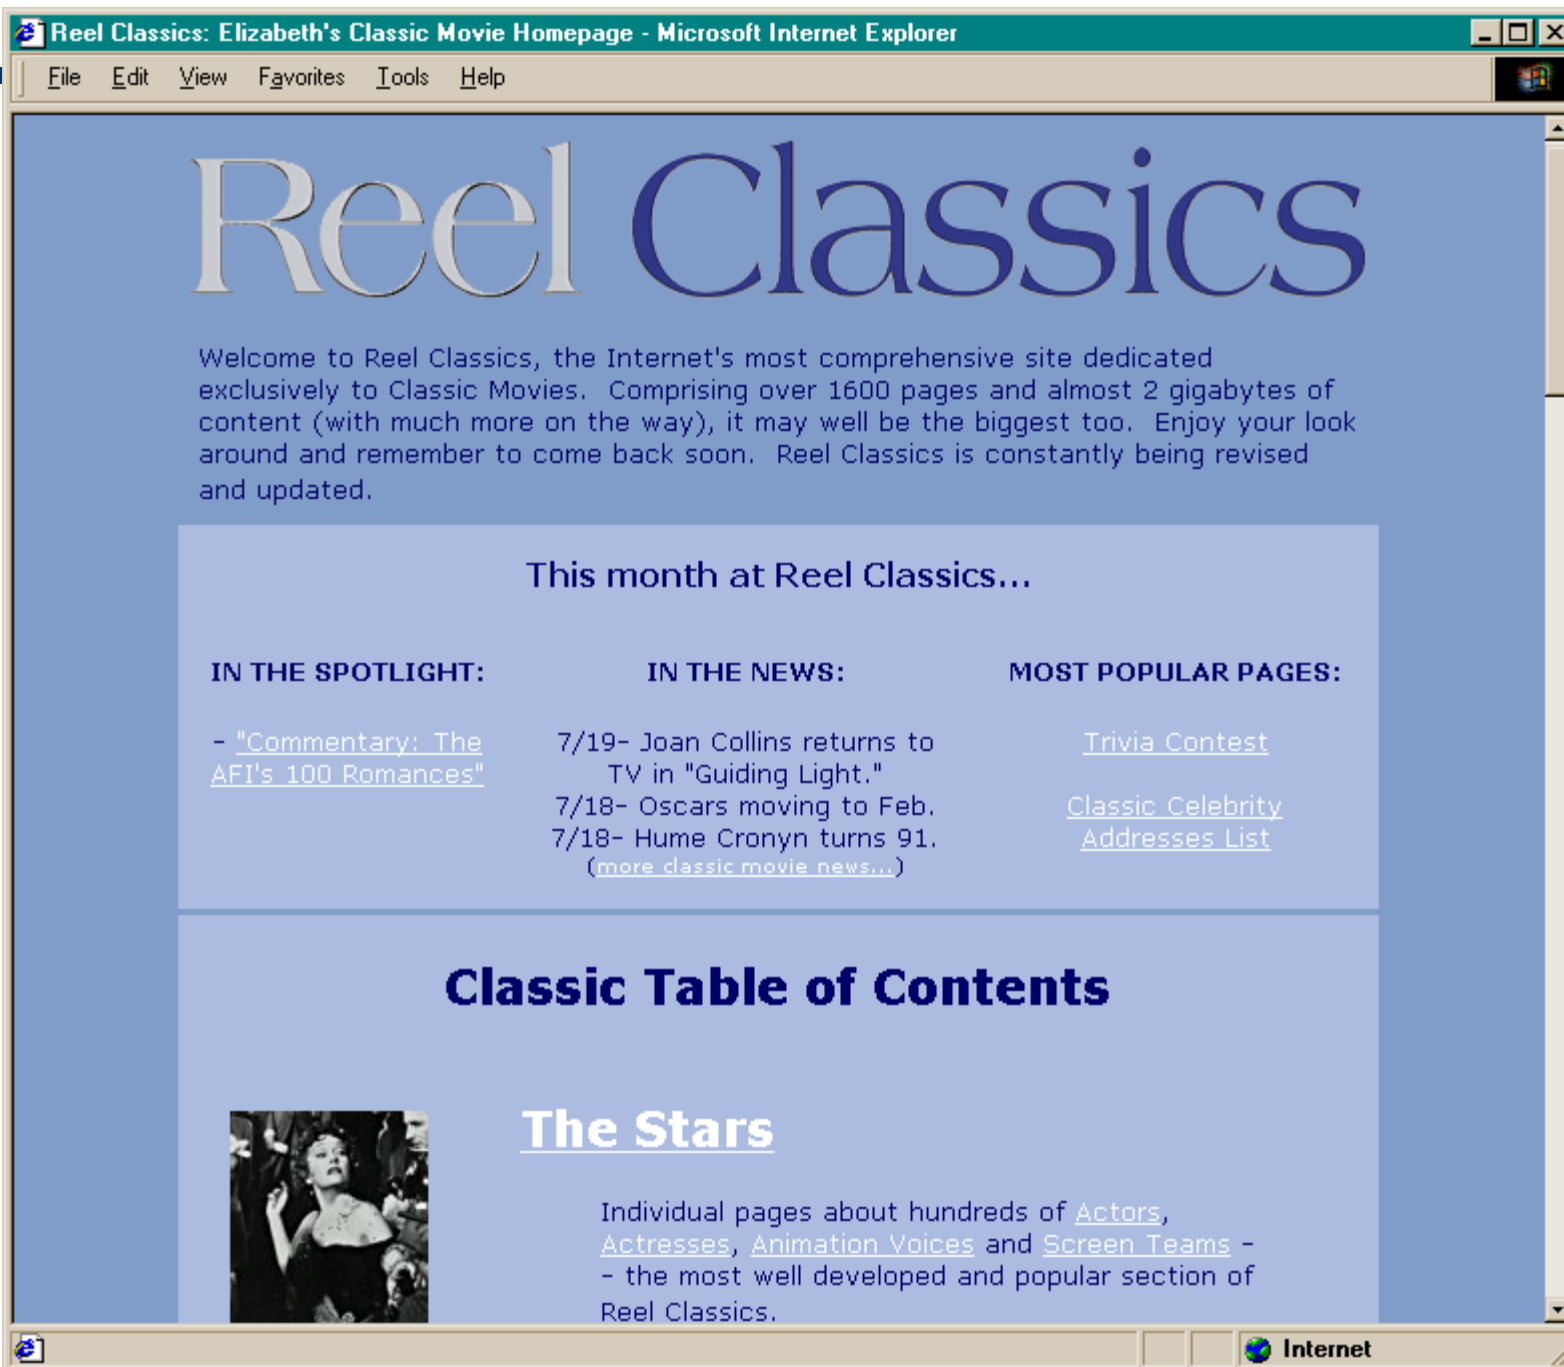 Reel Classics: Elizabeth's Classic Movie Homepage - Microsoft Internet Explorer
File Edit View Favorites Tools Help
Reel Classics
Welcome to Reel Classics, the Internet's most comprehensive site dedicated
exclusively to Classic Movies. Comprising over 1600 pages and almost 2 gigabytes of
content (with much more on the way), it may well be the biggest too. Enjoy your look
around and remember to come back soon. Reel Classics is constantly being revised
and updated.
This month at Reel Classics...
IN THE SPOTLIGHT:
- "Commentary: The
AFI's 100 Romances"
IN THE NEWS:
7/19- Joan Collins returns to
TV in "Guiding Light."
7/18- Oscars moving to Feb.
7/18- Hume Cronyn turns 91.
(more classic movie news...)
MOST POPULAR PAGES:
Trivia Contest
Classic Celebrity
Addresses List
Classic Table of Contents
The Stars
Individual pages about hundreds of Actors,
Actresses, Animation Voices and Screen Teams -
- the most well developed and popular section of
Reel Classics.
Internet